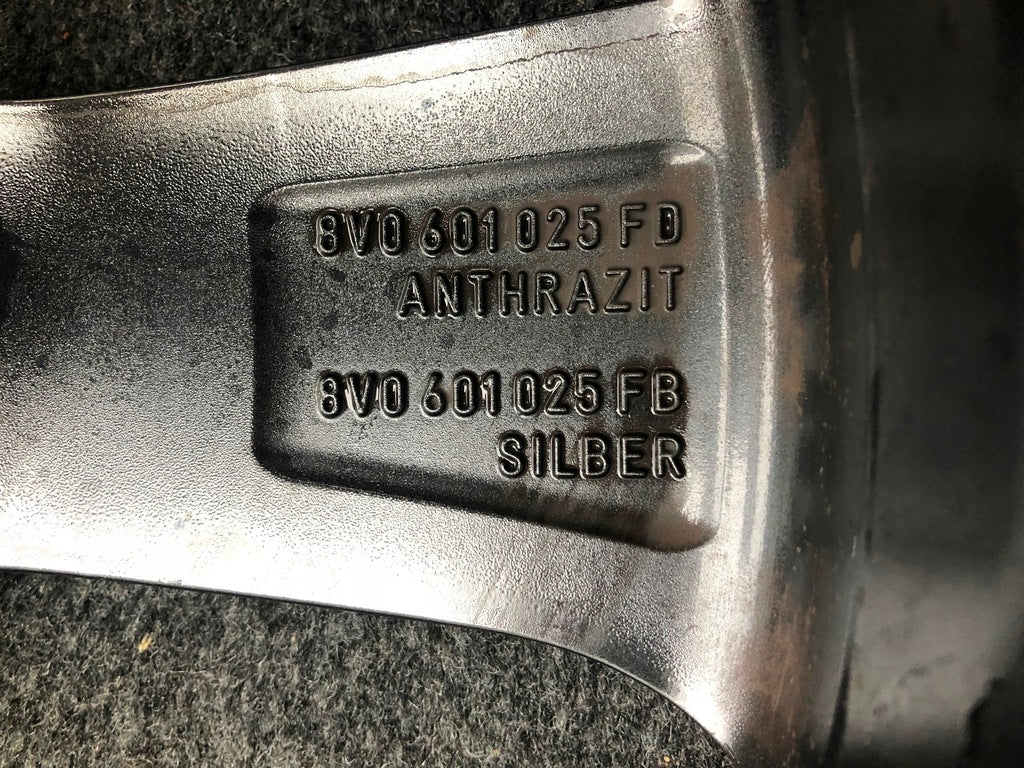 8V0 601 025 FD
ANTHRAZIT
8V0 601 025 FB
SILBER